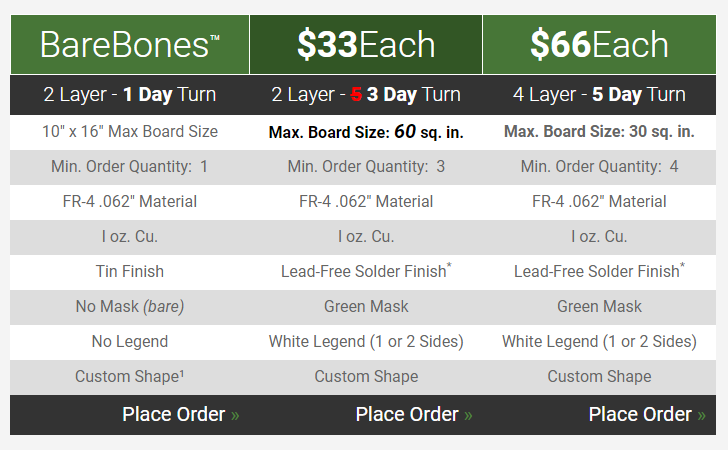 BareBones™ $33Each $66Each
2 Layer - 1 Day Turn 2 Layer - 5 3 Day Turn 4 Layer - 5 Day Turn
10" x 16" Max Board Size Max. Board Size: 60 sq. in. Max. Board Size: 30 sq. in.
Min. Order Quantity: 1 Min. Order Quantity: 3 Min. Order Quantity: 4
FR-4 .062" Material FR-4 .062" Material FR-4 .062" Material
l oz. Cu. l oz. Cu. l oz. Cu.
Tin Finish Lead-Free Solder Finish* Lead-Free Solder Finish*
No Mask (bare) Green Mask Green Mask
No Legend White Legend (1 or 2 Sides) White Legend (1 or 2 Sides)
Custom Shape¹ Custom Shape Custom Shape
Place Order » Place Order » Place Order »